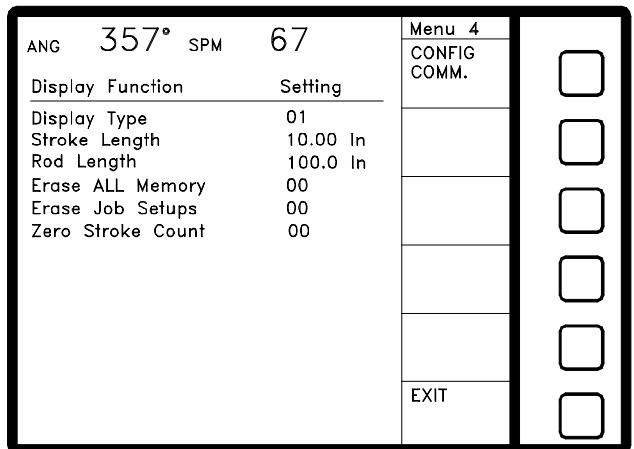 ANG 357° SPM 67
Menu 4
CONFIG
COMM.
Display Function Setting
Display Type 01
Stroke Length 10.00 In
Rod Length 100.0 In
Erase ALL Memory 00
Erase Job Setups 00
Zero Stroke Count 00
EXIT